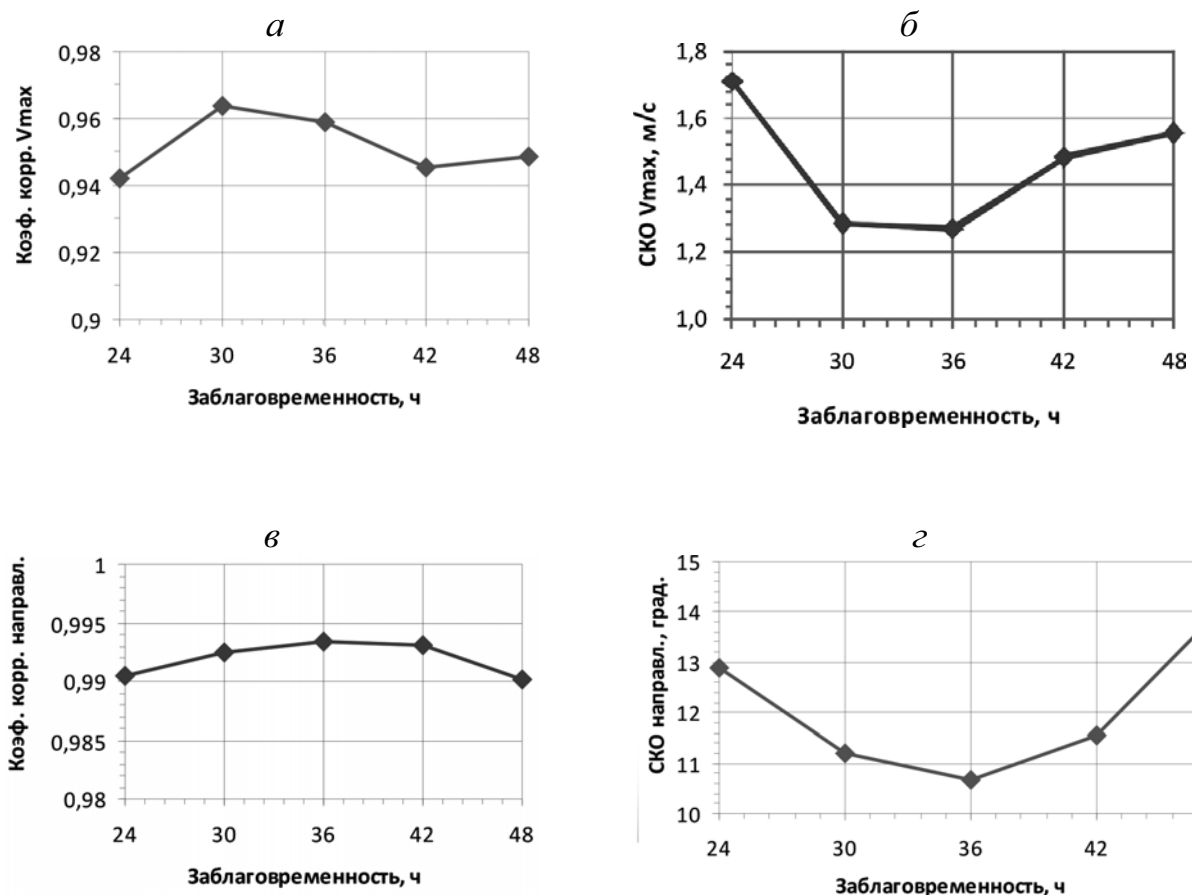 а
Коэф. корр. Vmax
0,98
0,96
0,94
0,92
0,9
24 30 36 42 48
Заблаговременность, ч
б
СКО Vmax, м/с
1,8
1,6
1,4
1,2
1,0
24 30 36 42 48
Заблаговременность, ч
в
Коэф. корр. направл.
1
0,995
0,99
0,985
0,98
24 30 36 42 48
Заблаговременность, ч
г
СКО направл., град.
15
14
13
12
11
10
24 30 36 42
Заблаговременность, ч